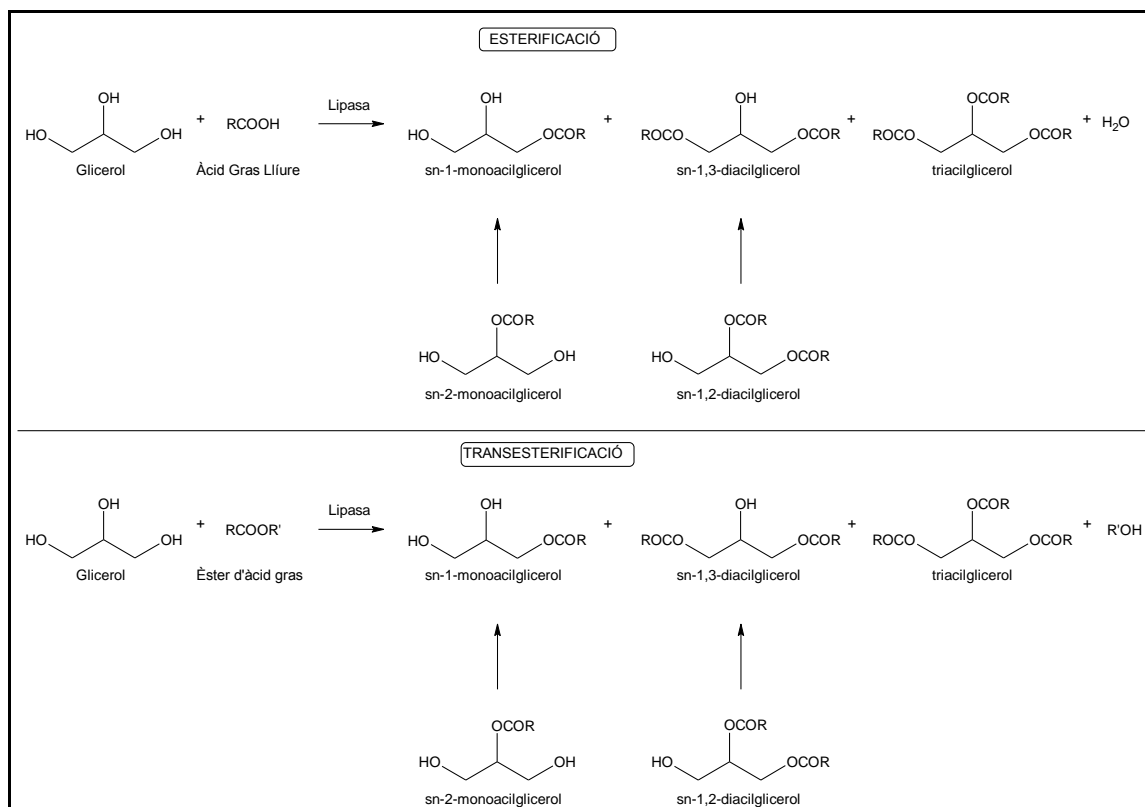 ESTERIFICACIÓ
OH
HO
OH
Glicerol
+
RCOOH
Àcid Gras Llíure
Lipasa
OH
HO
OCOR
sn-1-monoacilglicerol
+
OH
ROCO
OCOR
sn-1,3-diacilglicerol
+
OCOR
ROCO
OCOR
triacilglicerol
+
H2O
OCOR
HO
OH
sn-2-monoacilglicerol
OCOR
HO
OCOR
sn-1,2-diacilglicerol
TRANSESTERIFICACIÓ
OH
HO
OH
Glicerol
+
RCOOR'
Èster d'àcid gras
Lipasa
OH
HO
OCOR
sn-1-monoacilglicerol
+
OH
ROCO
OCOR
sn-1,3-diacilglicerol
+
OCOR
ROCO
OCOR
triacilglicerol
+
R'OH
OCOR
HO
OH
sn-2-monoacilglicerol
OCOR
HO
OCOR
sn-1,2-diacilglicerol